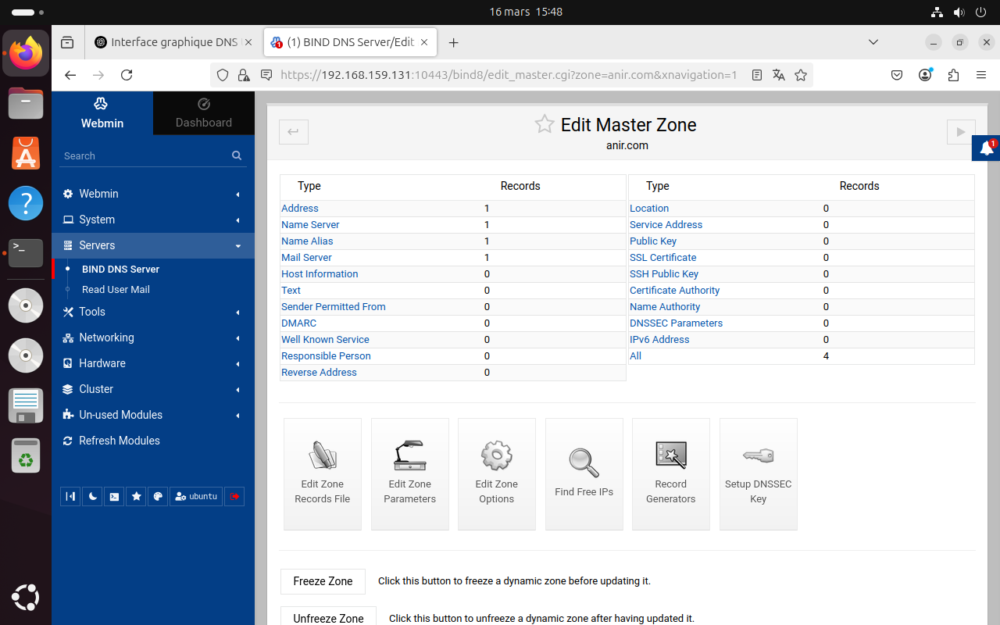 16 mars 15:48
Interface graphique DNS
(1) BIND DNS Server/Edit
https://192.168.159.131:10443/bind8/edit_master.cgi?zone=anir.com&xnavigation=1
Webmin
Dashboard
Search
Webmin
System
Servers
BIND DNS Server
Read User Mail
Tools
Networking
Hardware
Cluster
Un-used Modules
Refresh Modules
ubuntu
Edit Master Zone
anir.com
1
Type Records
Address 1
Name Server 1
Name Alias 1
Mail Server 1
Host Information 0
Text 0
Sender Permitted From 0
DMARC 0
Well Known Service 0
Responsible Person 0
Reverse Address 0
Type Records
Location 0
Service Address 0
Public Key 0
SSL Certificate 0
SSH Public Key 0
Certificate Authority 0
Name Authority 0
DNSSEC Parameters 0
IPv6 Address 0
All 4
Edit Zone
Records File
Edit Zone
Parameters
Edit Zone
Options
Find Free IPs
Record
Generators
Setup DNSSEC
Key
Freeze Zone Click this button to freeze a dynamic zone before updating it.
Unfreeze Zone Click this button to unfreeze a dynamic zone after having updated it.